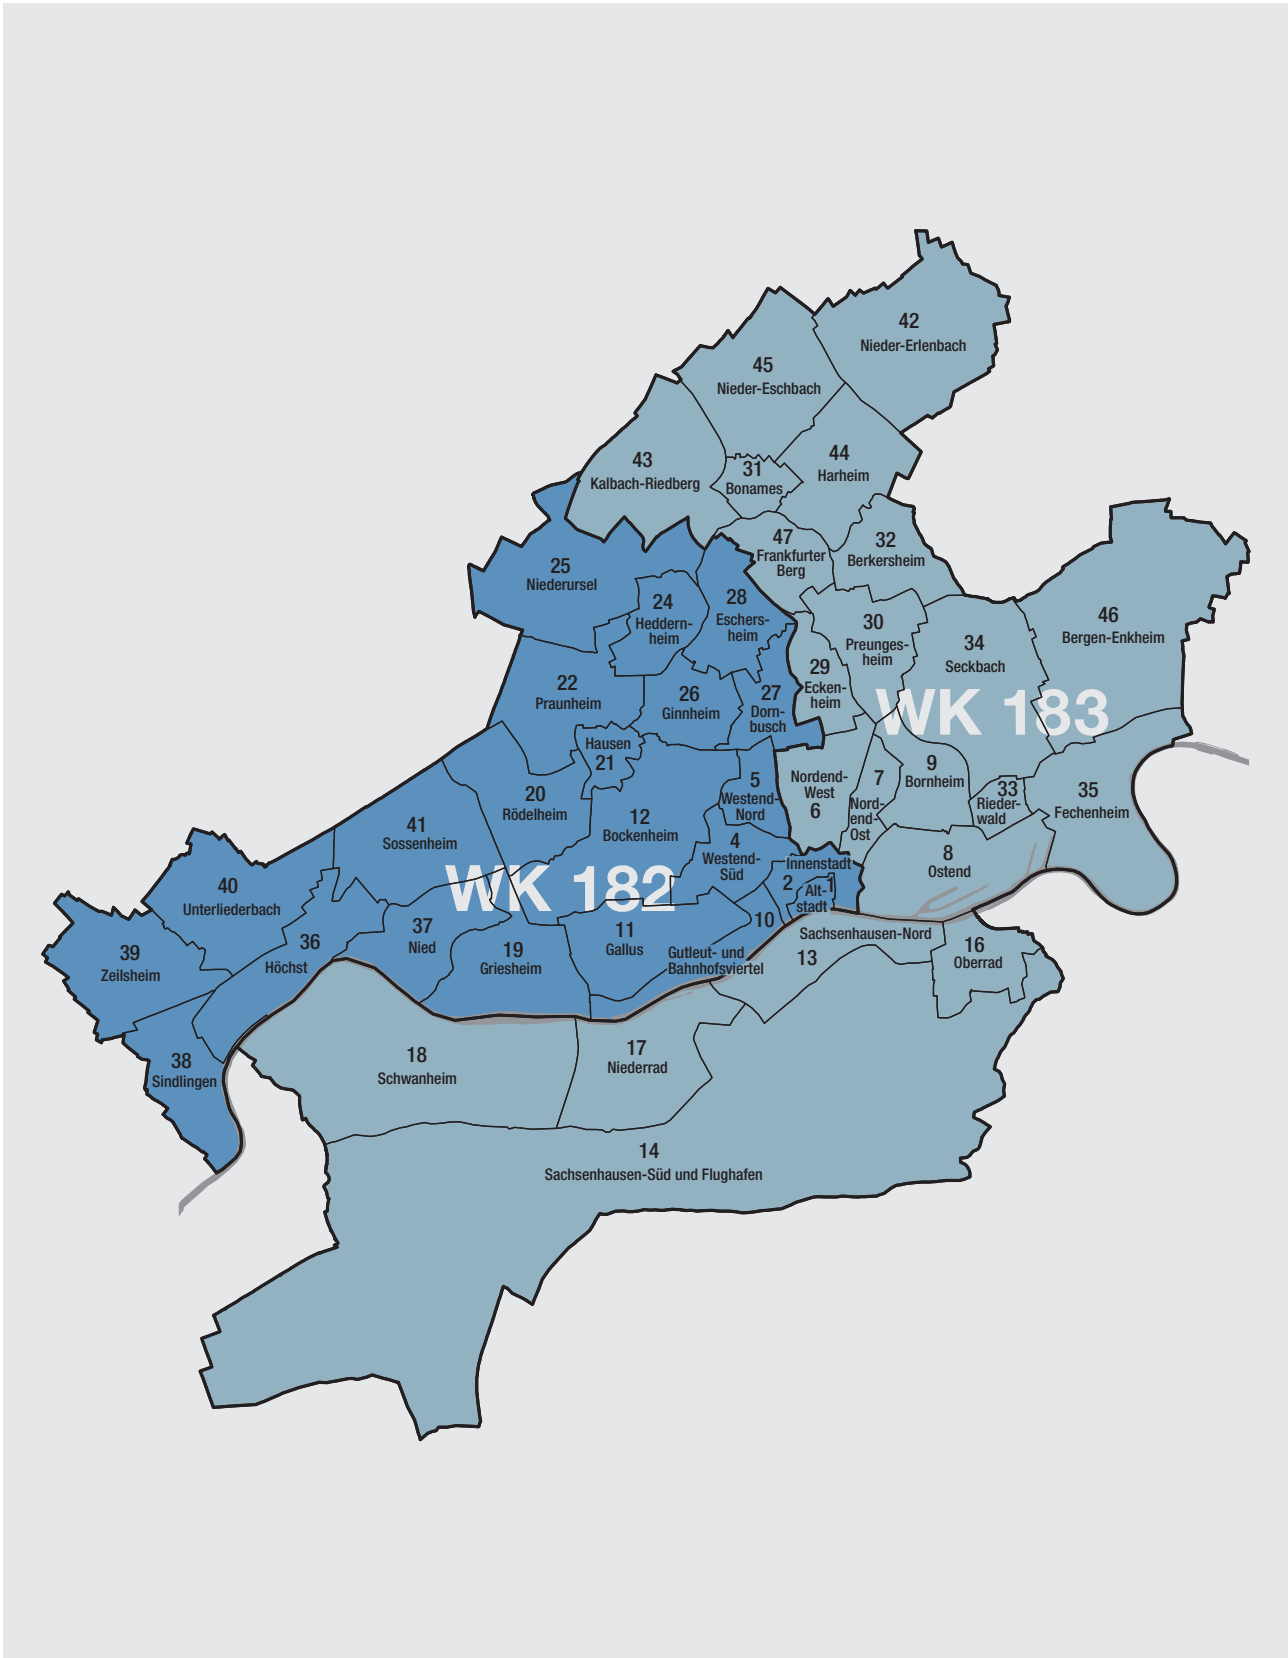 42
Nieder-Erlenbach
45
Nieder-Eschbach
44
Harheim
43
Kalbach-Riedberg
31
Bonames
47
Frankfurter
Berg
32
Berkersheim
25
Niederursel
24
Heddern-
heim
28
Eschers-
heim
30
Preunges-
heim
46
Bergen-Enkheim
34
Seckbach
29
Ecken-
heim
22
Praunheim
26
Ginnheim
27
Dorn-
busch
WK 183
Hausen
21
20
Rödelheim
5
Westend-
Nord
Nordend-
West
6
7
Nord-
end-
Ost
9
Bornheim
33
Rieder-
wald
35
Fechenheim
41
Sossenheim
12
Bockenheim
4
Westend-
Süd
8
Ostend
Innenstadt
2
1
Alt-
stadt
WK 182
40
Unterliederbach
10
39
Zeilsheim
36
Höchst
37
Nied
19
Griesheim
11
Gallus
Gutleut- und
Bahnhofsviertel
Sachsenhausen-Nord
13
16
Oberrad
38
Sindlingen
18
Schwanheim
17
Niederrad
14
Sachsenhausen-Süd und Flughafen